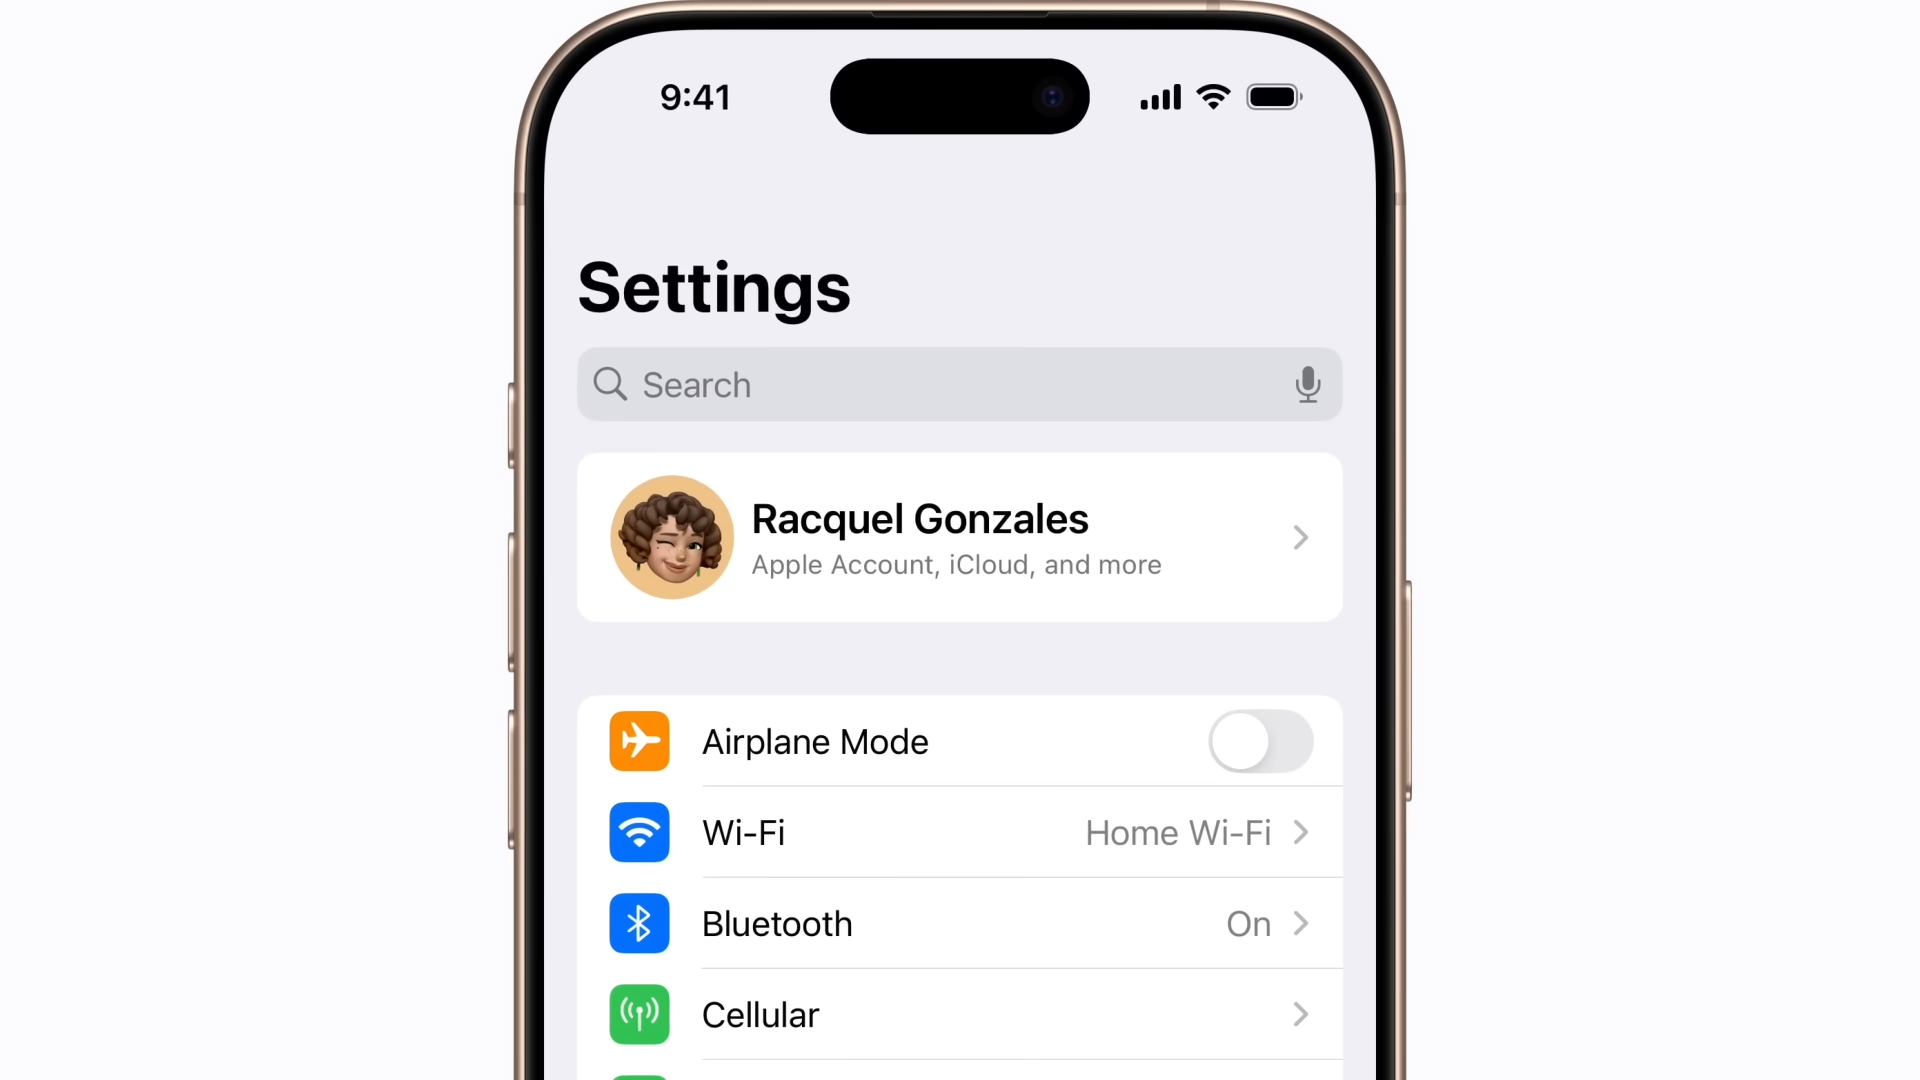 9:41
Settings
Search
Racquel Gonzales
Apple Account, iCloud, and more
Airplane Mode
Wi-Fi Home Wi-Fi
Bluetooth On
Cellular